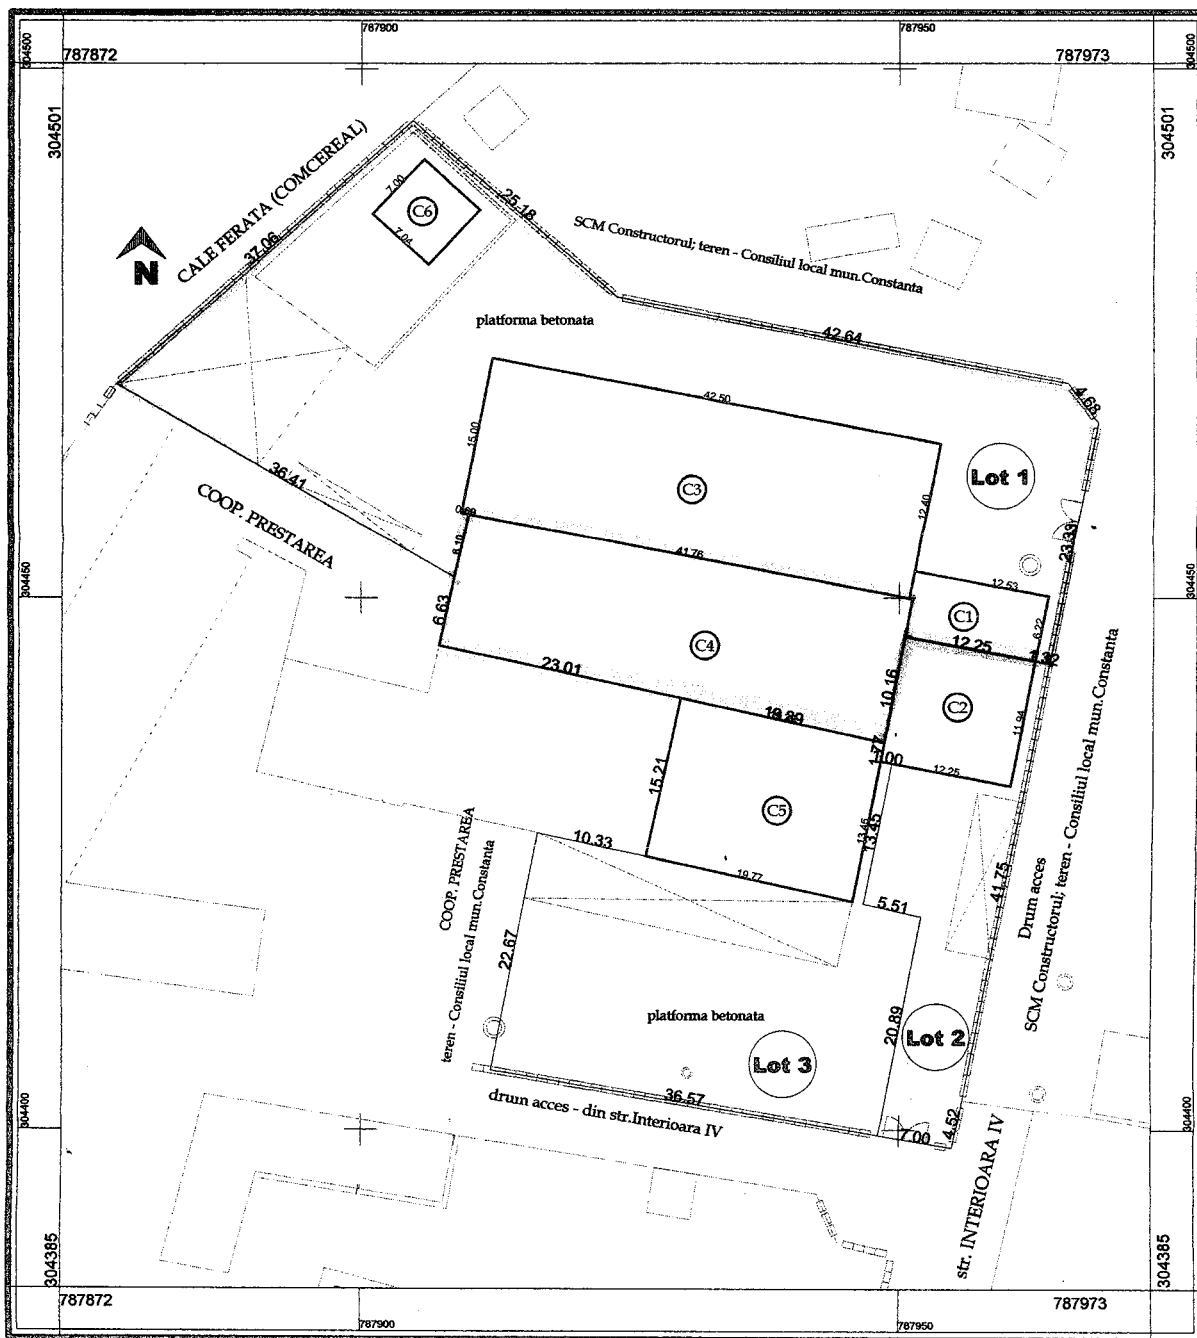 787900
787950
304500
787872
787973
304500
304501
304501
CALE FERATA (COMCEREAL)
37.06
7.00
C6
7.04
25.18
SCM Constructorul; teren - Consiliul local mun.Constanta
N
platforma betonata
42.64
4.68
42.50
15.00
C3
Lot 1
12.40
23.33
36.41
COOP. PRESTAREA
0.69
41.76
304450
304450
12.53
6.63
C4
C1
6.22
12.25
23.01
10.16
C2
11.94
12.25
1.00
15.21
C5
13.45
13.45
10.33
19.77
COOP. PRESTAREA
teren - Consiliul local mun.Constanta
22.67
5.51
41.75
Drum acces
SCM Constructorul; teren - Consiliul local mun.Constanta
platforma betonata
20.89
Lot 2
Lot 3
36.57
drum acces - din str.Interioara IV
7.00
4.52
304400
304400
str. INTERIOARA IV
304385
304385
787872
787973
787900
787950